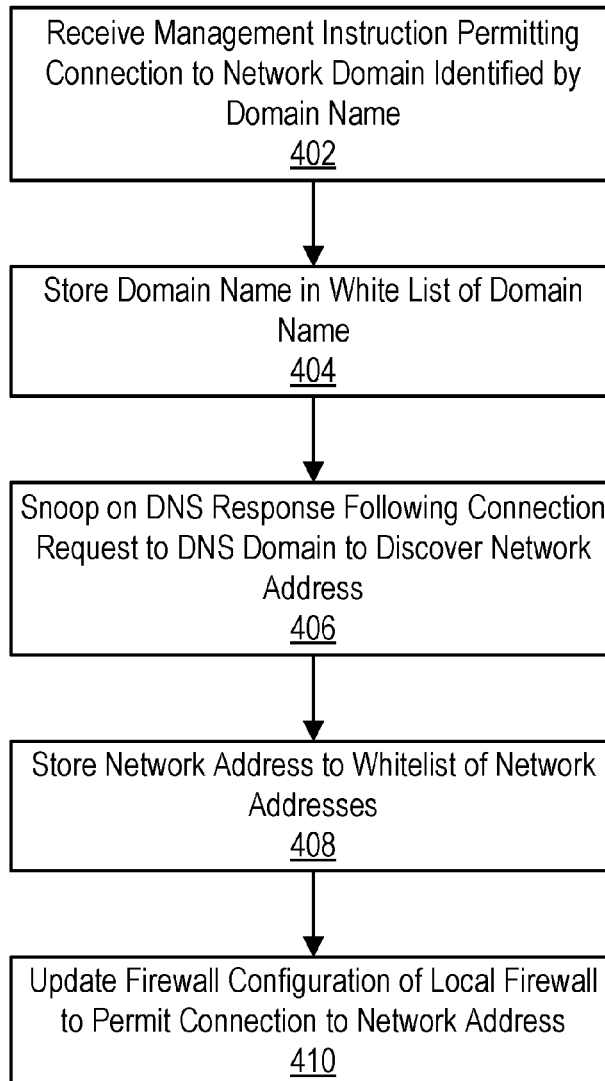 Receive Management Instruction Permitting
Connection to Network Domain Identified by
Domain Name
402
Store Domain Name in White List of Domain
Name
404
Snoop on DNS Response Following Connection
Request to DNS Domain to Discover Network
Address
406
Store Network Address to Whitelist of Network
Addresses
408
Update Firewall Configuration of Local Firewall
to Permit Connection to Network Address
410